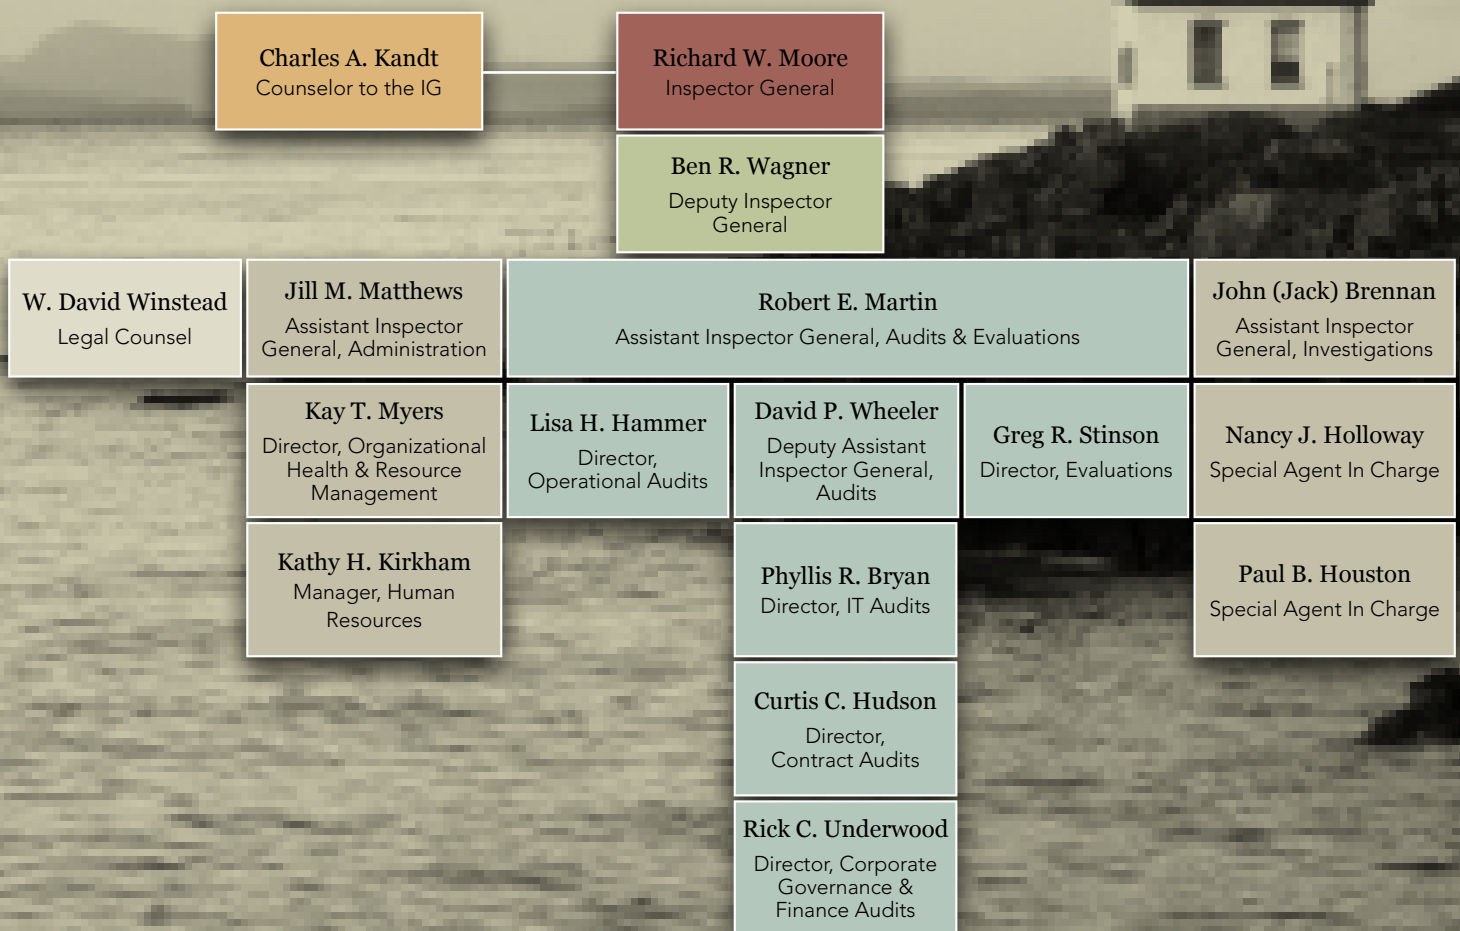 Charles A. Kandt
Counselor to the IG
Richard W. Moore
Inspector General
Ben R. Wagner
Deputy Inspector
General
W. David Winstead
Legal Counsel
Jill M. Matthews
Assistant Inspector
General, Administration
Robert E. Martin
Assistant Inspector General, Audits & Evaluations
John (Jack) Brennan
Assistant Inspector
General, Investigations
Kay T. Myers
Director, Organizational
Health & Resource
Management
Lisa H. Hammer
Director,
Operational Audits
David P. Wheeler
Deputy Assistant
Inspector General,
Audits
Greg R. Stinson
Director, Evaluations
Nancy J. Holloway
Special Agent In Charge
Kathy H. Kirkham
Manager, Human
Resources
Phyllis R. Bryan
Director, IT Audits
Paul B. Houston
Special Agent In Charge
Curtis C. Hudson
Director,
Contract Audits
Rick C. Underwood
Director, Corporate
Governance &
Finance Audits